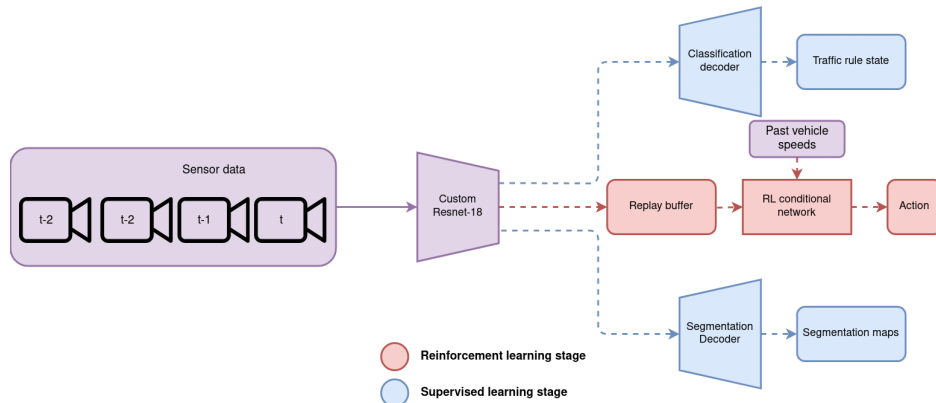 Sensor data
t-2
t-2
t-1
t
Custom
Resnet-18
Classification
decoder
Traffic rule state
Past vehicle
speeds
Replay buffer
RL conditional
network
Action
Segmentation
Decoder
Segmentation maps
Reinforcement learning stage
Supervised learning stage